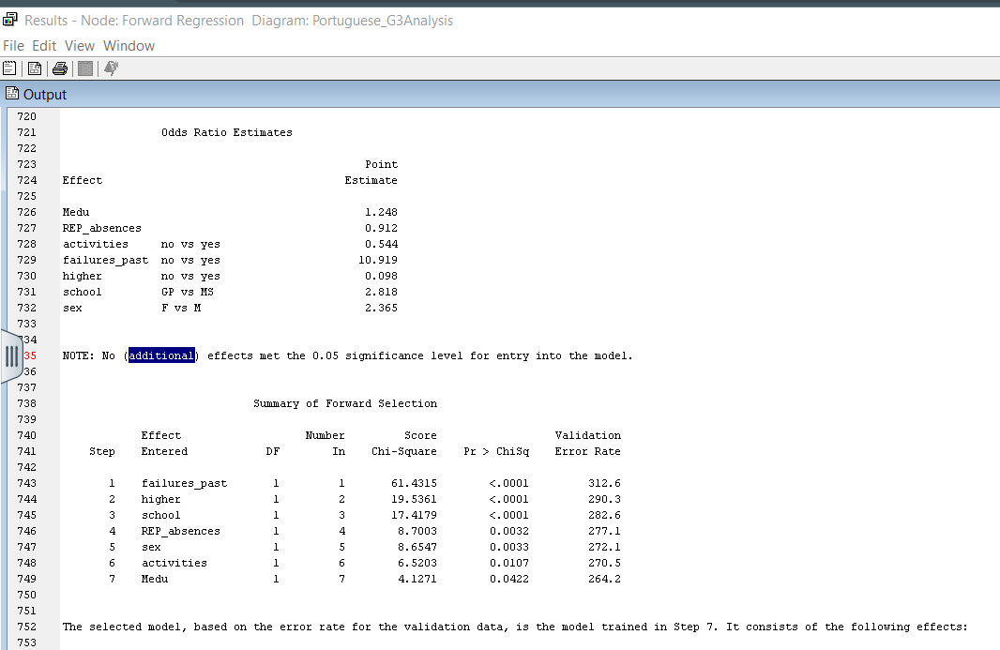 Results - Node: Forward Regression Diagram: Portuguese_G3Analysis
File Edit View Window
Output
720
721 Odds Ratio Estimates
722
723 Point
724 Effect Estimate
725
726 Medu 1.248
727 REP_absences 0.912
728 activities no vs yes 0.544
729 failures_past no vs yes 10.919
730 higher no vs yes 0.098
731 school GP vs MS 2.818
732 sex F vs M 2.365
733
34
35 NOTE: No (additional) effects met the 0.05 significance level for entry into the model.
36
737
738 Summary of Forward Selection
739
740 Effect Number Score Validation
741 Step Entered DF In Chi-Square Pr > ChiSq Error Rate
742
743 1 failures_past 1 1 61.4315 <.0001 312.6
744 2 higher 1 2 19.5361 <.0001 290.3
745 3 school 1 3 17.4179 <.0001 282.6
746 4 REP_absences 1 4 8.7003 0.0032 277.1
747 5 sex 1 5 8.6547 0.0033 272.1
748 6 activities 1 6 6.5203 0.0107 270.5
749 7 Medu 1 7 4.1271 0.0422 264.2
750
751
752 The selected model, based on the error rate for the validation data, is the model trained in Step 7. It consists of the following effects:
753